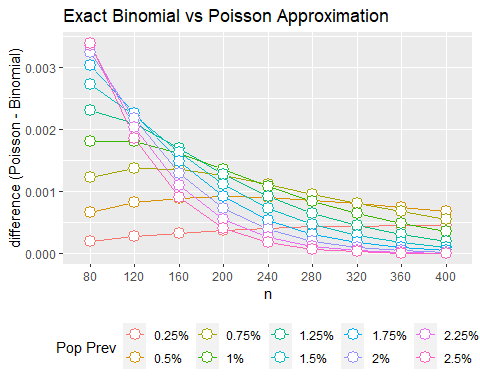 Exact Binomial vs Poisson Approximation
difference (Poisson - Binomial)
0.003
0.002
0.001
0.000
80 120 160 200 240 280 320 360 400
n
Pop Prev
0.25% 0.75% 1.25% 1.75% 2.25%
0.5% 1% 1.5% 2% 2.5%